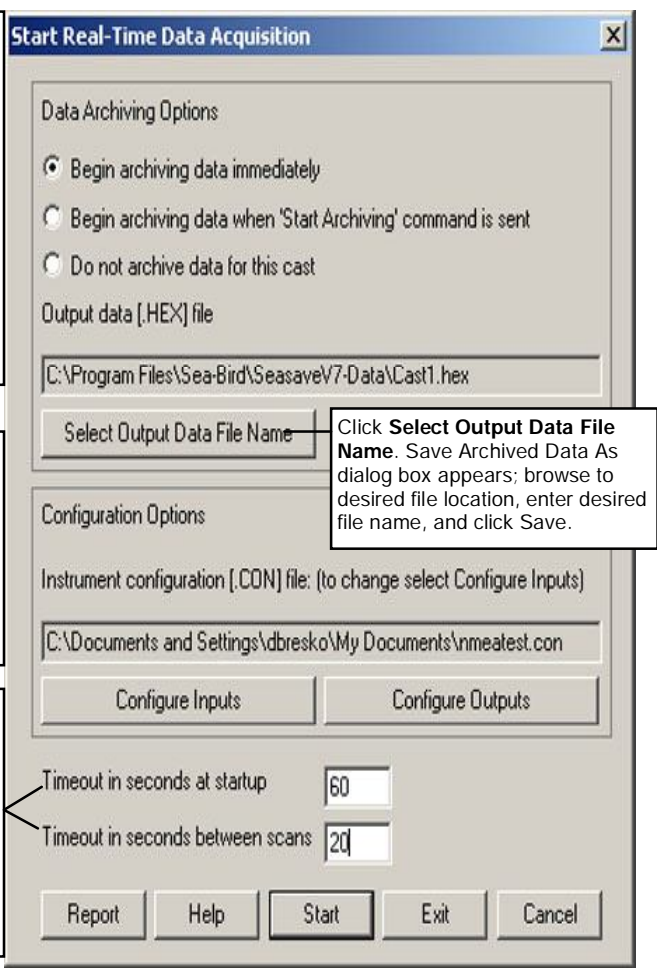 Start Real-Time Data Acquisition
Data Archiving Options
Begin archiving data immediately
Begin archiving data when 'Start Archiving' command is sent
Do not archive data for this cast
Output data [.HEX] file
C:\Program Files\Sea-Bird\SeasaveV7-Data\Cast1.hex
Select Output Data File Name
Click Select Output Data File
Name. Save Archived Data As
dialog box appears; browse to
desired file location, enter desired
file name, and click Save.
Configuration Options
Instrument configuration [.CON] file: (to change select Configure Inputs)
C:\Documents and Settings\dbresko\My Documents\nmeatest.con
Configure Inputs
Configure Outputs
Timeout in seconds at startup
60
Timeout in seconds between scans
20
Report
Help
Start
Exit
Cancel